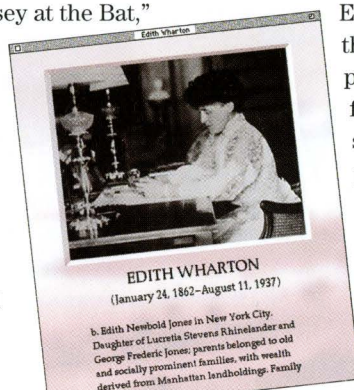 sey at the Bat,”
Edith Wharton
EDITH WHARTON
(January 24, 1862–August 11, 1937)
b. Edith Newbold Jones in New York City.
Daughter of Lucretia Stevens Rhinelander and
George Frederic Jones; parents belonged to old
and socially prominent families, with wealth
derived from Manhattan landholdings. Family
E
th
p
f
s